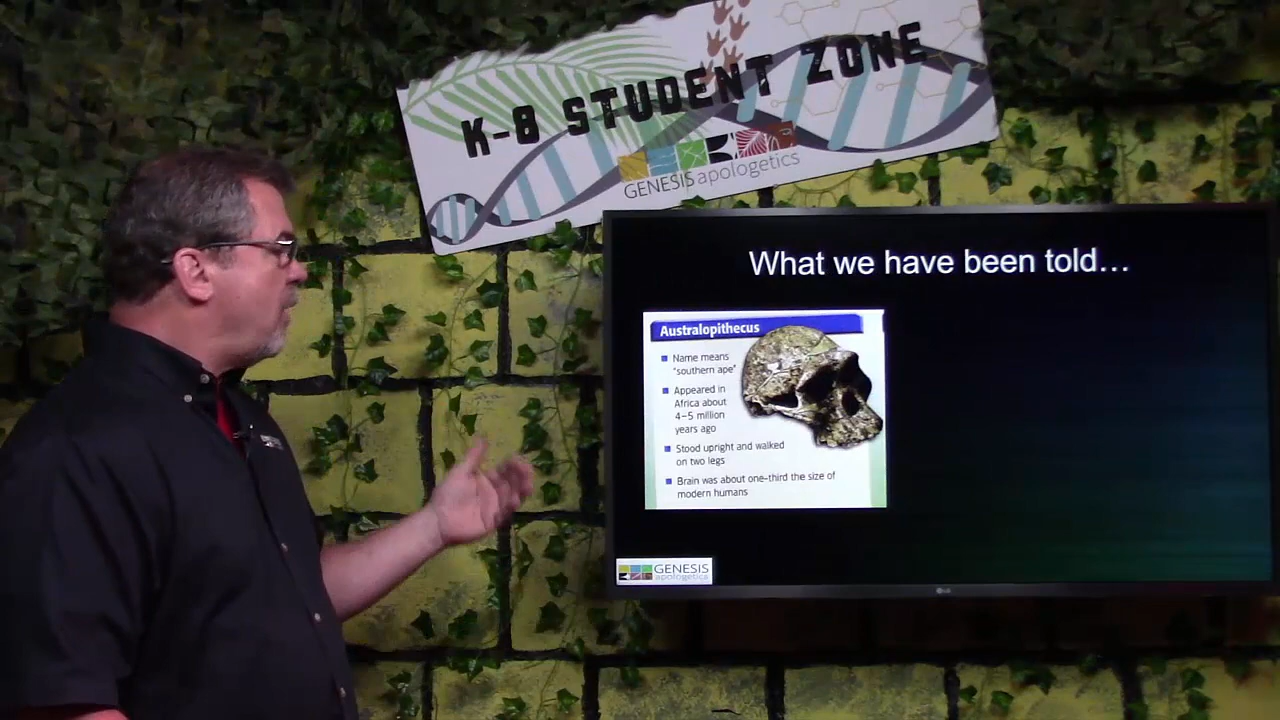 K-8 STUDENT ZONE
GENESIS apologetics
What we have been told...
Australopithecus
Name means
"southern ape"
Appeared in
Africa about
4–5 million
years ago
Stood upright and walked
on two legs
Brain was about one-third the size of
modern humans
GENESIS
apologetics
LG